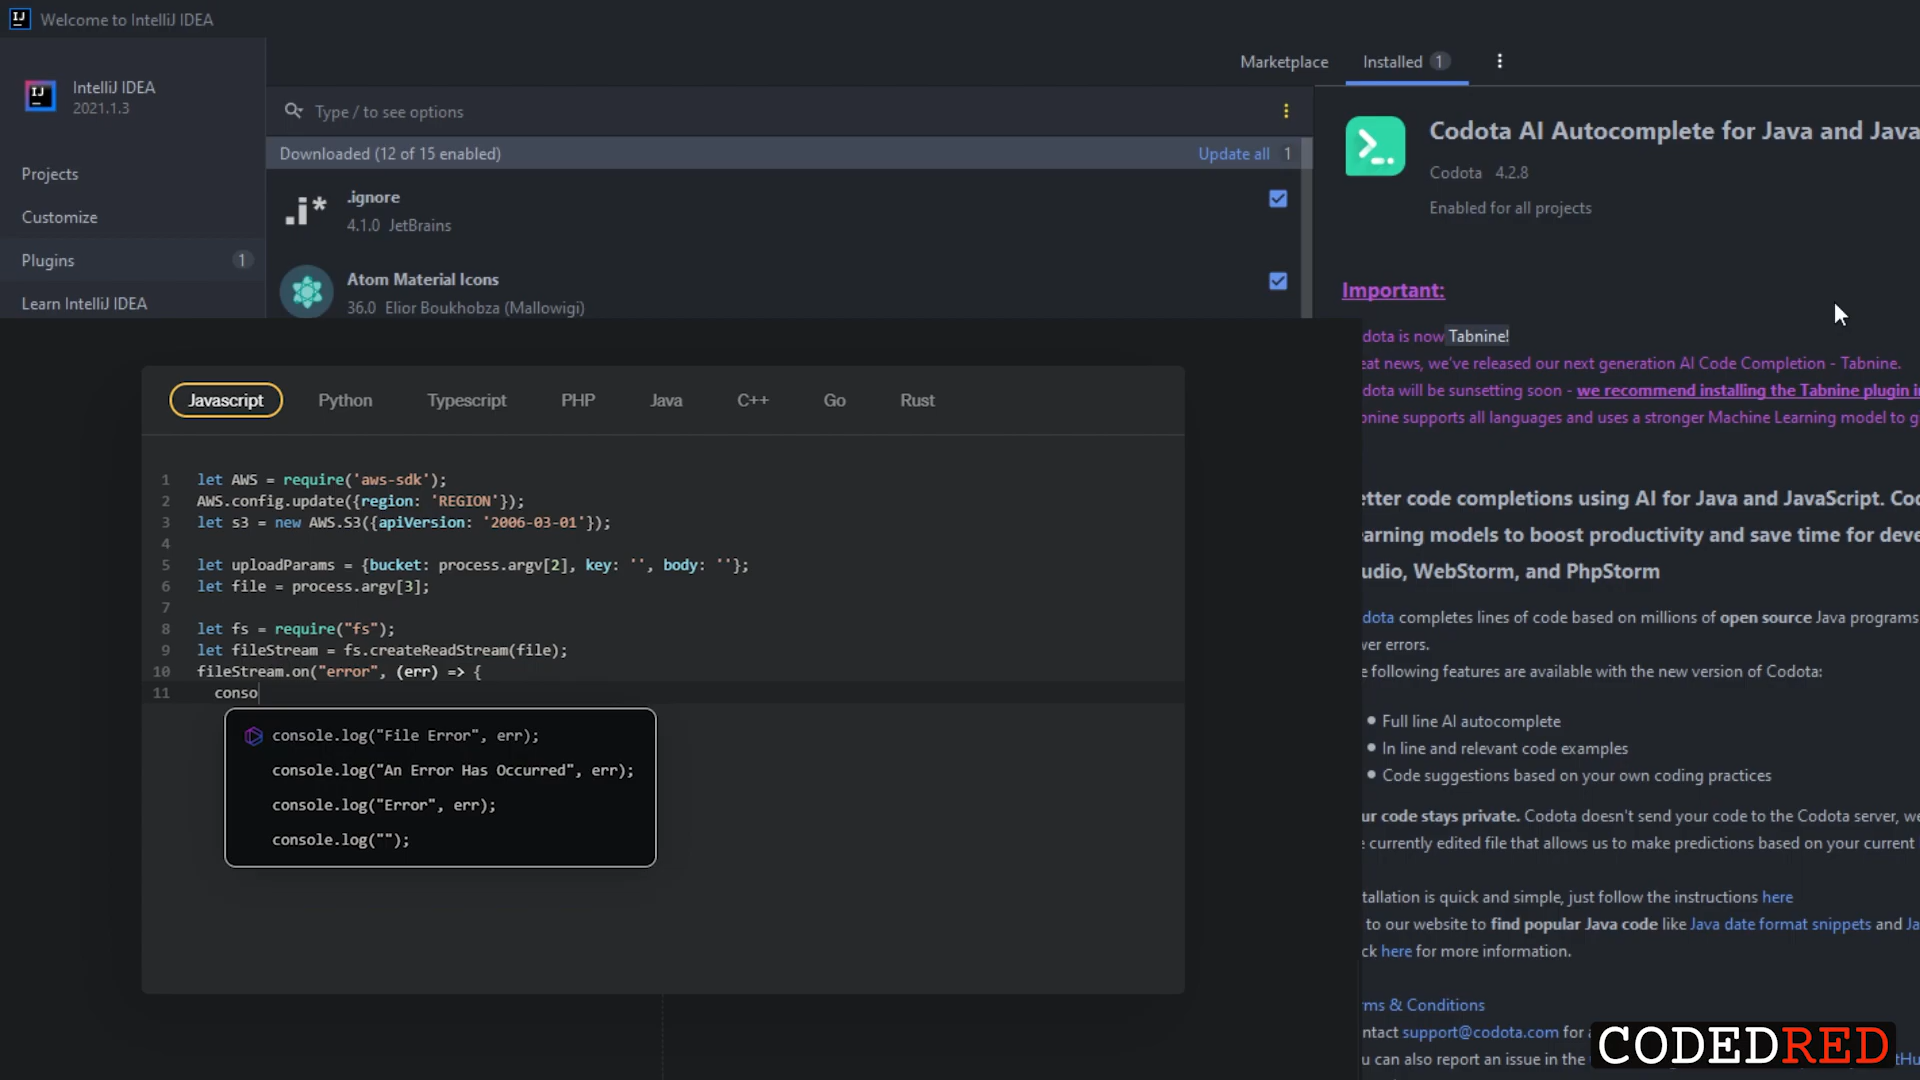 Welcome to IntelliJ IDEA
IntelliJ IDEA
2021.1.3
Projects
Customize
Plugins 1
Learn IntelliJ IDEA
Marketplace
Installed 1
Type / to see options
Downloaded (12 of 15 enabled)
Update all 1
.ignore
4.1.0 JetBrains
Atom Material Icons
36.0 Elior Boukhobza (Mallowigi)
Codota AI Autocomplete for Java and Java
Codota 4.2.8
Enabled for all projects
Important:
dota is now Tabnine!
eat news, we've released our next generation AI Code Completion - Tabnine.
dota will be sunsetting soon - we recommend installing the Tabnine plugin in
bnine supports all languages and uses a stronger Machine Learning model to g
etter code completions using AI for Java and JavaScript. Coc
earning models to boost productivity and save time for deve
udio, WebStorm, and PhpStorm
dota completes lines of code based on millions of open source Java programs
wer errors.
e following features are available with the new version of Codota:
• Full line AI autocomplete
• In line and relevant code examples
• Code suggestions based on your own coding practices
ur code stays private. Codota doesn't send your code to the Codota server, we
e currently edited file that allows us to make predictions based on your current
tallation is quick and simple, just follow the instructions here
to our website to find popular Java code like Java date format snippets and Ja
ck here for more information.
rms & Conditions
ntact support@codota.com for
u can also report an issue in the
Javascript
Python
Typescript
PHP
Java
C++
Go
Rust
1 let AWS = require('aws-sdk');
2 AWS.config.update({region: 'REGION'});
3 let s3 = new AWS.S3({apiVersion: '2006-03-01'});
4
5 let uploadParams = {bucket: process.argv[2], key: '', body: ''};
6 let file = process.argv[3];
7
8 let fs = require("fs");
9 let fileStream = fs.createReadStream(file);
10 fileStream.on("error", (err) => {
11 conso
console.log("File Error", err);
console.log("An Error Has Occurred", err);
console.log("Error", err);
console.log("");
CODEDRED